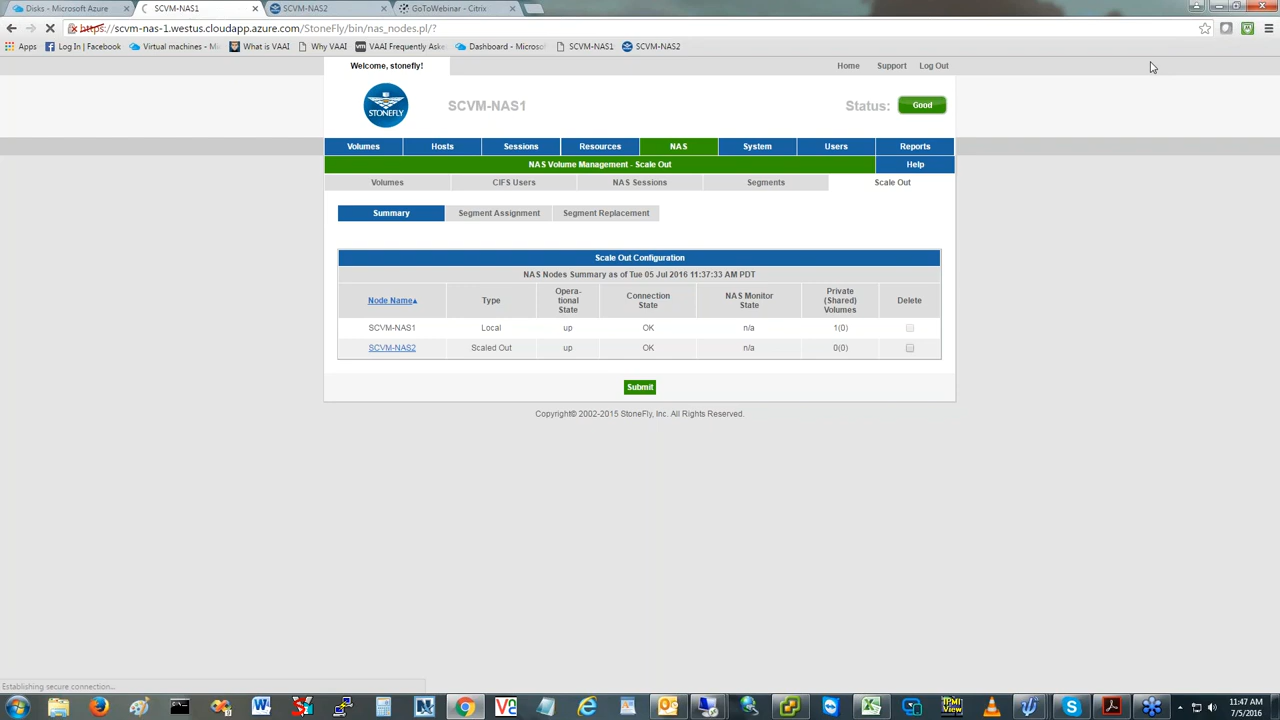 Disks - Microsoft Azure
SCVM-NAS1
SCVM-NAS2
GoToWebinar - Citrix
https://scvm-nas-1.westus.cloudapp.azure.com/StoneFly/bin/nas_nodes.pl/?
Apps
Log In | Facebook
Virtual machines - Mi
What is VAAI
Why VAAI
VAAI Frequently Aske
Dashboard - Microso
SCVM-NAS1
SCVM-NAS2
Welcome, stonefly!
Home
Support
Log Out
STONEFLY
SCVM-NAS1
Status:
Good
Volumes
Hosts
Sessions
Resources
NAS
System
Users
Reports
NAS Volume Management - Scale Out
Help
Volumes
CIFS Users
NAS Sessions
Segments
Scale Out
Summary
Segment Assignment
Segment Replacement
Scale Out Configuration
NAS Nodes Summary as of Tue 05 Jul 2016 11:37:33 AM PDT
Node Name▲
Type
Opera-
tional
State
Connection
State
NAS Monitor
State
Private
(Shared)
Volumes
Delete
SCVM-NAS1
Local
up
OK
n/a
1(0)
SCVM-NAS2
Scaled Out
up
OK
n/a
0(0)
Submit
Copyright© 2002-2015 StoneFly, Inc. All Rights Reserved.
Establishing secure connection...
11:47 AM
7/5/2016